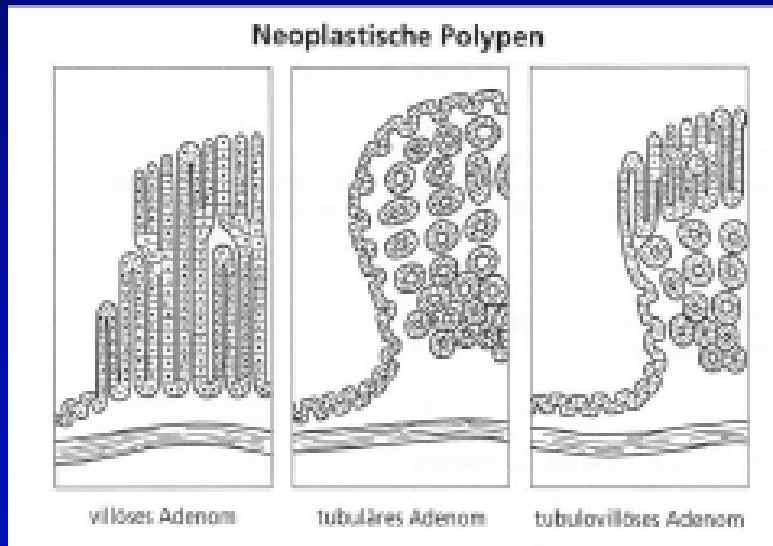 Neoplastische Polypen
villöses Adenom
tubuläres Adenom
tubulovillöses Adenom